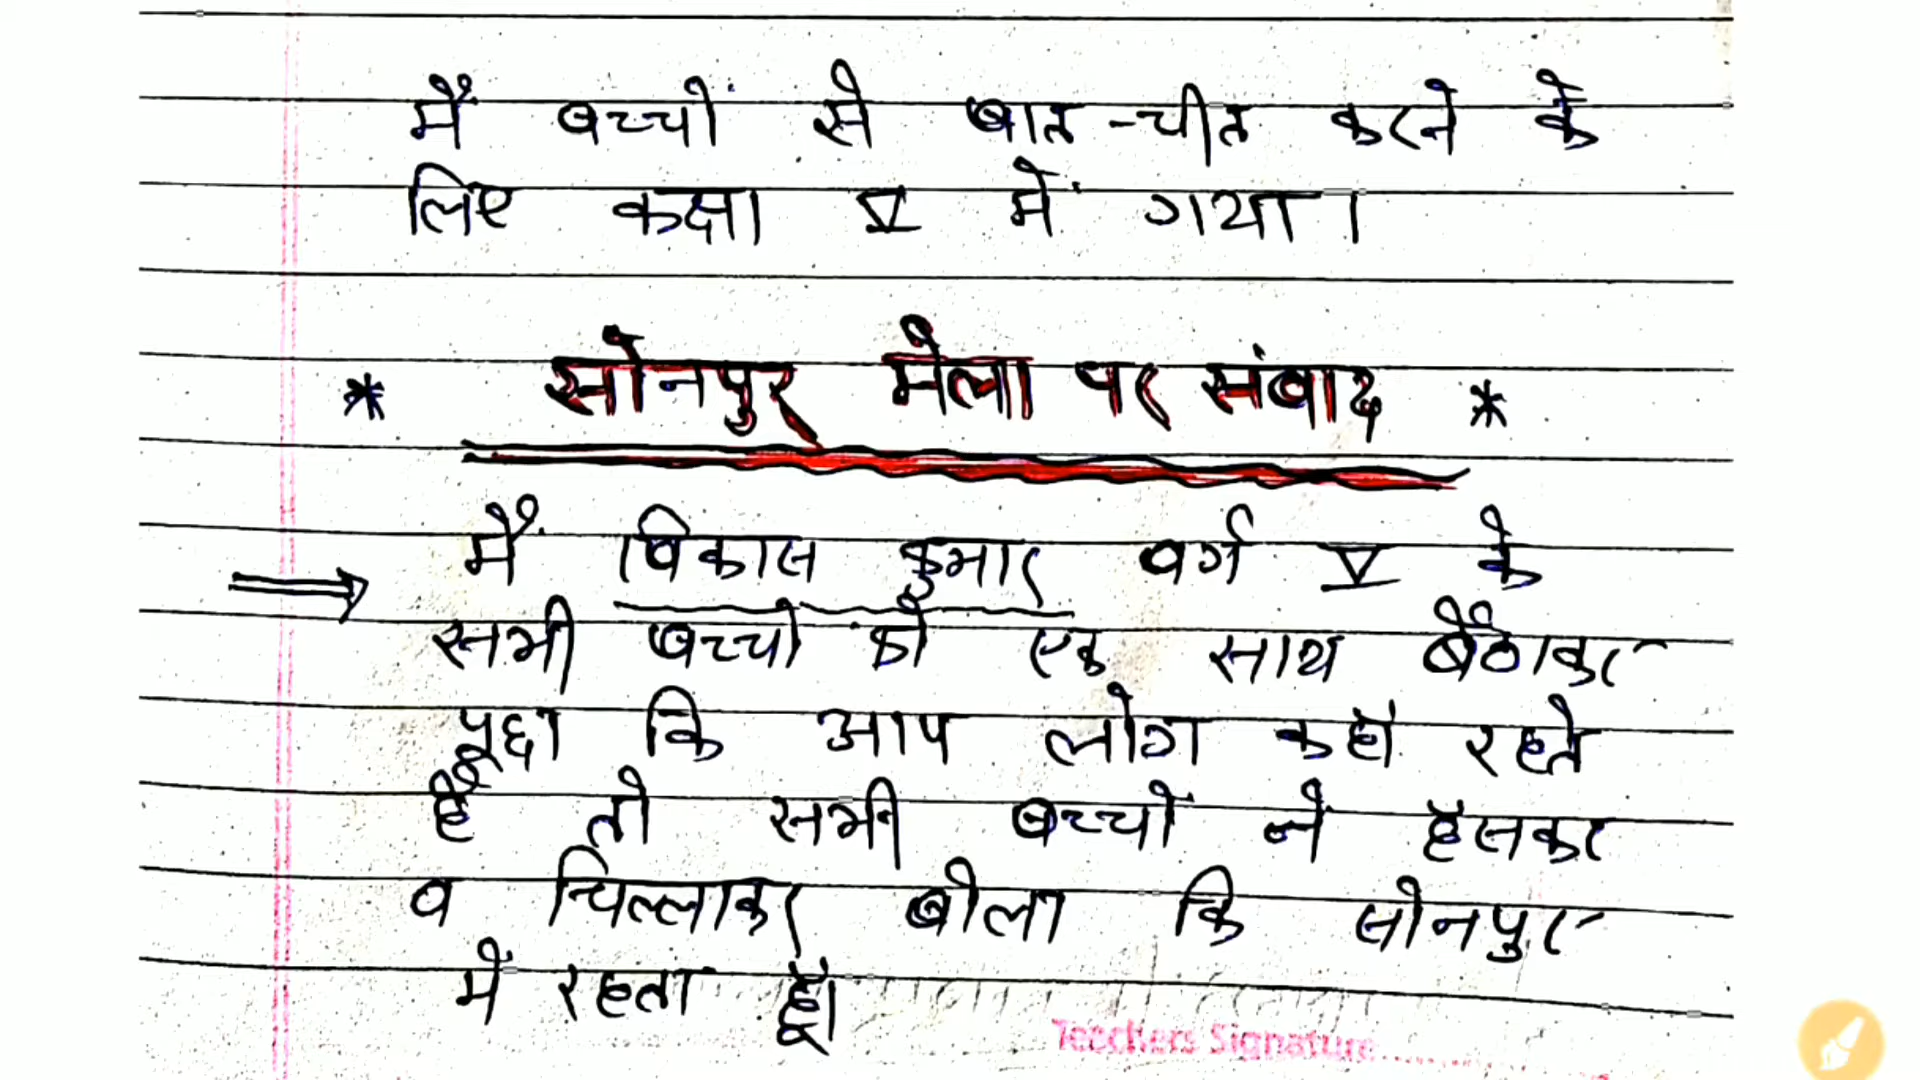 मैं बच्चों से बात-चीत करने के
लिए कक्षा V में गया।
* सोनपुर मेला पर संवाद *
⇒ मैं विकास कुमार वर्ग V के
सभी बच्चों को एक साथ बैठाकर
पूछा कि आप लोग कहाँ रहते
है तो सभी बच्चों ने हँसकर
व चिल्लाकर बोला कि सोनपुर
में रहता हूँ।
Teachers Signature..............